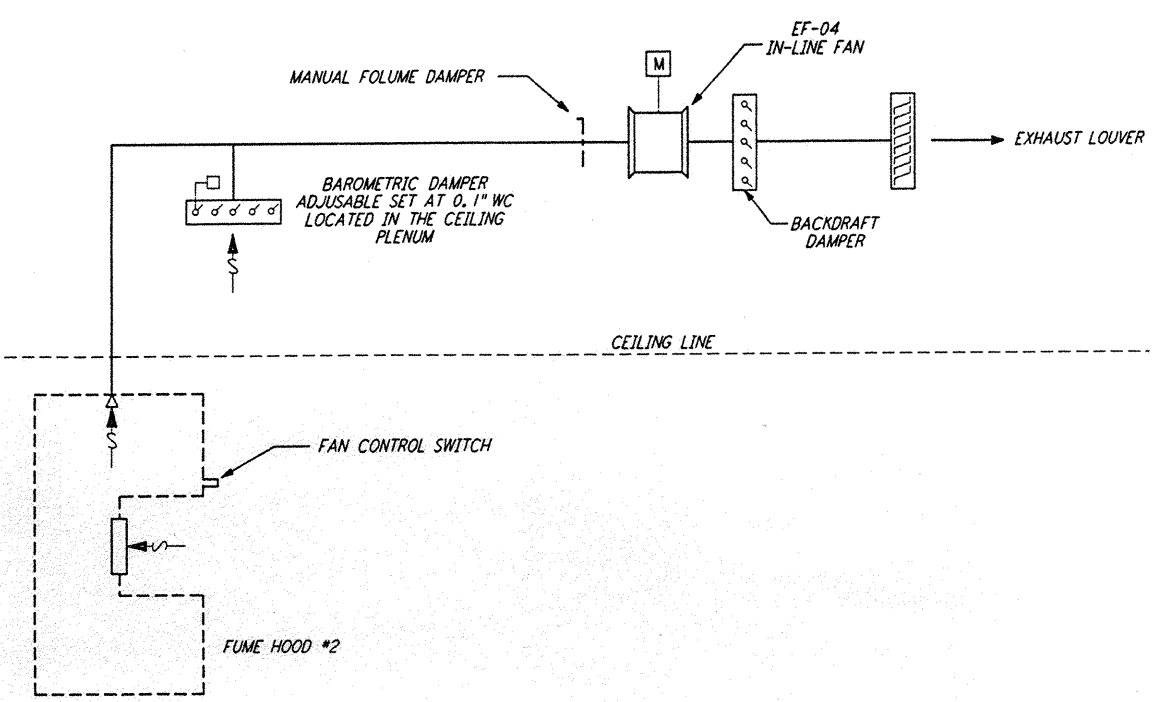 EF-04
IN-LINE FAN
M
MANUAL FOLUME DAMPER
EXHAUST LOUVER
BAROMETRIC DAMPER
ADJUSABLE SET AT 0.1" WC
LOCATED IN THE CEILING
PLENUM
BACKDRAFT
DAMPER
CEILING LINE
FAN CONTROL SWITCH
FUME HOOD #2